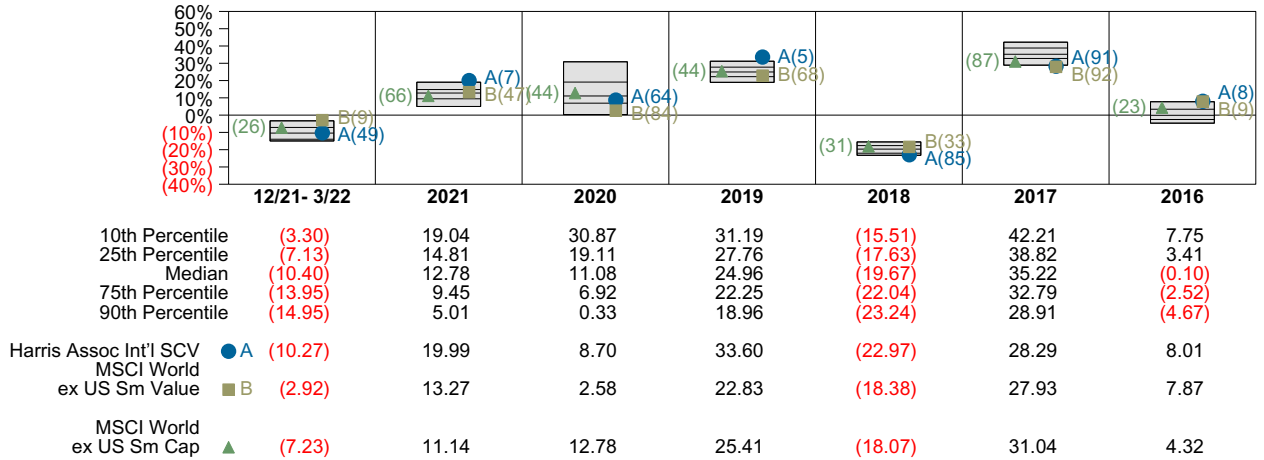 60%
50%
40%
30%
20%
10%
0%
(10%)
(20%)
(30%)
(40%)
(26) B(9) A(49)
(66) A(7) B(47)
(44) A(64) B(84)
(44) A(5) B(68)
(31) B(33) A(85)
(87) A(91) B(92)
(23) A(8) B(9)
12/21- 3/22 2021 2020 2019 2018 2017 2016
10th Percentile (3.30) 19.04 30.87 31.19 (15.51) 42.21 7.75
25th Percentile (7.13) 14.81 19.11 27.76 (17.63) 38.82 3.41
Median (10.40) 12.78 11.08 24.96 (19.67) 35.22 (0.10)
75th Percentile (13.95) 9.45 6.92 22.25 (22.04) 32.79 (2.52)
90th Percentile (14.95) 5.01 0.33 18.96 (23.24) 28.91 (4.67)
Harris Assoc Int'l SCV A (10.27) 19.99 8.70 33.60 (22.97) 28.29 8.01
MSCI World
ex US Sm Value B (2.92) 13.27 2.58 22.83 (18.38) 27.93 7.87
MSCI World
ex US Sm Cap (7.23) 11.14 12.78 25.41 (18.07) 31.04 4.32